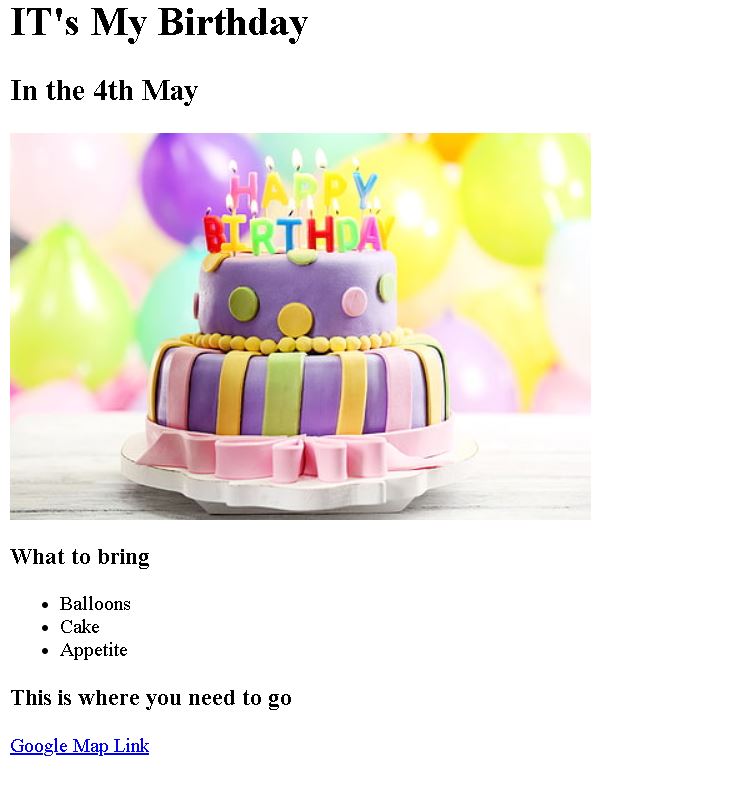 IT's My Birthday
In the 4th May
HAPPY
BIRTHDAY
What to bring
Balloons
Cake
Appetite
This is where you need to go
Google Map Link